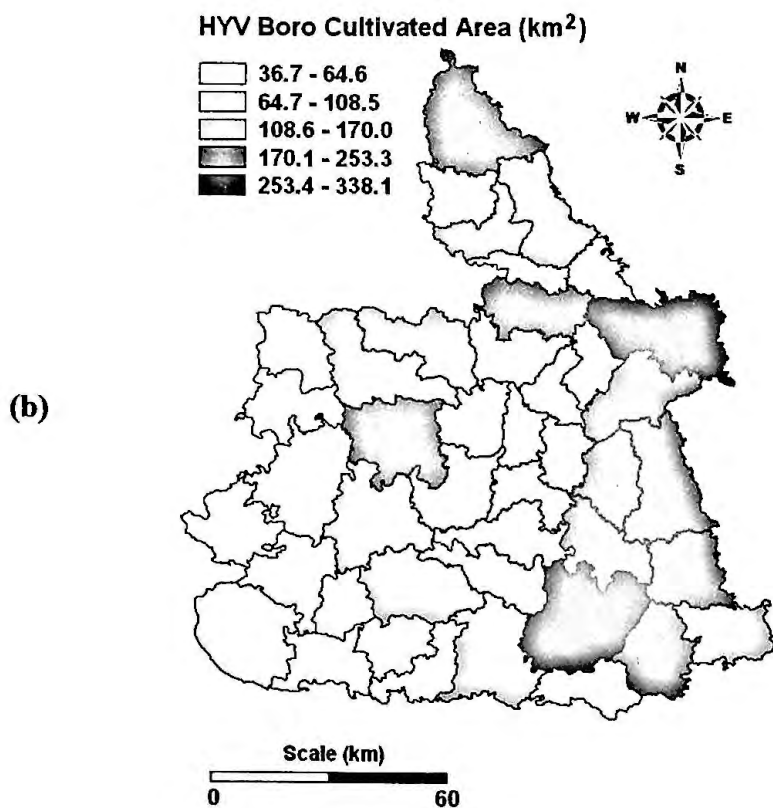 HYV Boro Cultivated Area (km²)
36.7 - 64.6
64.7 - 108.5
108.6 - 170.0
170.1 - 253.3
253.4 - 338.1
N
W E
S
(b)
Scale (km)
0 60